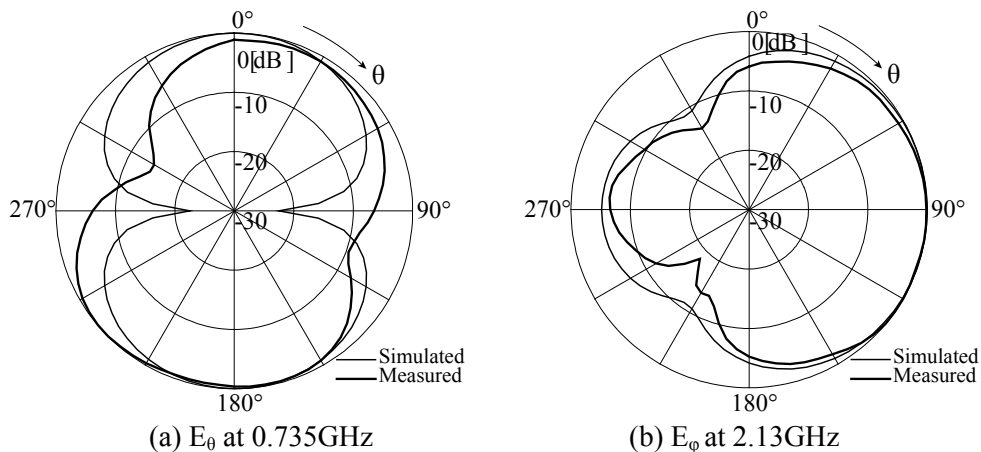 0°
0[dB]
θ
-10
-20
270°
90°
-30
Simulated
Measured
180°
(a) Eθ at 0.735GHz
0°
0[dB]
θ
-10
-20
270°
90°
-30
Simulated
Measured
180°
(b) Eφ at 2.13GHz